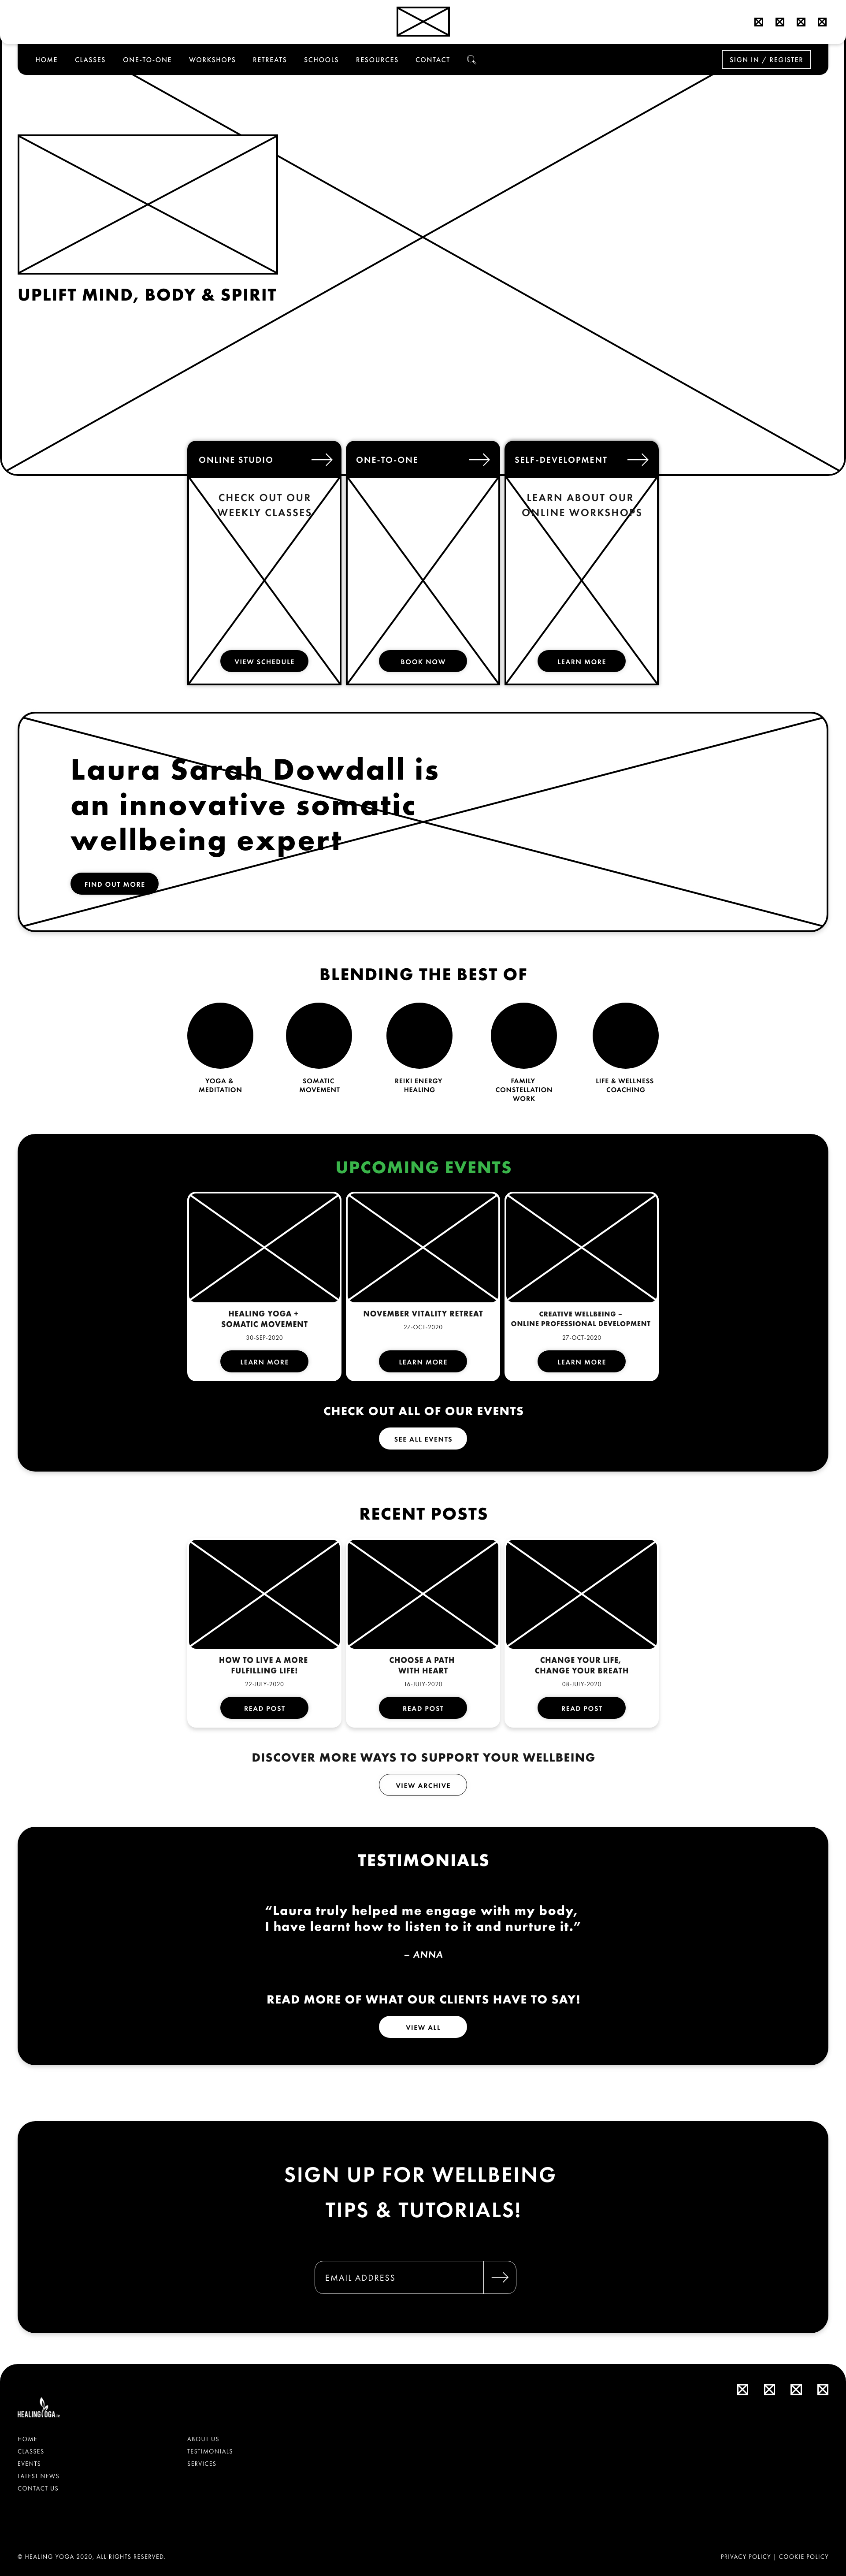 HOME CLASSES ONE-TO-ONE WORKSHOPS RETREATS SCHOOLS RESOURCES CONTACT SIGN IN / REGISTER
UPLIFT MIND, BODY & SPIRIT
ONLINE STUDIO
CHECK OUT OUR
WEEKLY CLASSES
VIEW SCHEDULE
ONE-TO-ONE
BOOK NOW
SELF-DEVELOPMENT
LEARN ABOUT OUR
ONLINE WORKSHOPS
LEARN MORE
Laura Sarah Dowdall is
an innovative somatic
wellbeing expert
FIND OUT MORE
BLENDING THE BEST OF
YOGA &
MEDITATION
SOMATIC
MOVEMENT
REIKI ENERGY
HEALING
FAMILY
CONSTELLATION
WORK
LIFE & WELLNESS
COACHING
UPCOMING EVENTS
HEALING YOGA +
SOMATIC MOVEMENT
30-SEP-2020
LEARN MORE
NOVEMBER VITALITY RETREAT
27-OCT-2020
LEARN MORE
CREATIVE WELLBEING –
ONLINE PROFESSIONAL DEVELOPMENT
27-OCT-2020
LEARN MORE
CHECK OUT ALL OF OUR EVENTS
SEE ALL EVENTS
RECENT POSTS
HOW TO LIVE A MORE
FULFILLING LIFE!
22-JULY-2020
READ POST
CHOOSE A PATH
WITH HEART
16-JULY-2020
READ POST
CHANGE YOUR LIFE,
CHANGE YOUR BREATH
08-JULY-2020
READ POST
DISCOVER MORE WAYS TO SUPPORT YOUR WELLBEING
VIEW ARCHIVE
TESTIMONIALS
“Laura truly helped me engage with my body,
I have learnt how to listen to it and nurture it.”
– ANNA
READ MORE OF WHAT OUR CLIENTS HAVE TO SAY!
VIEW ALL
SIGN UP FOR WELLBEING
TIPS & TUTORIALS!
EMAIL ADDRESS
HEALINGYOGA.ie
HOME
CLASSES
EVENTS
LATEST NEWS
CONTACT US
ABOUT US
TESTIMONIALS
SERVICES
© HEALING YOGA 2020, ALL RIGHTS RESERVED.
PRIVACY POLICY | COOKIE POLICY